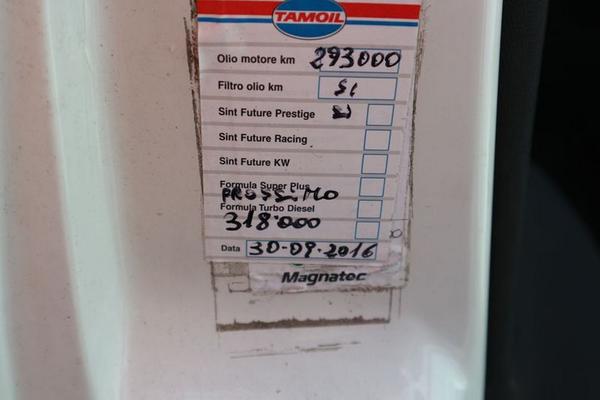 TAMOIL
Olio motore km 293000
Filtro olio km Si
Sint Future Prestige
Sint Future Racing
Sint Future KW
Formula Super Plus
PROSSIMO
Formula Turbo Diesel
318.000
Data 30-09-2016
Magnatec